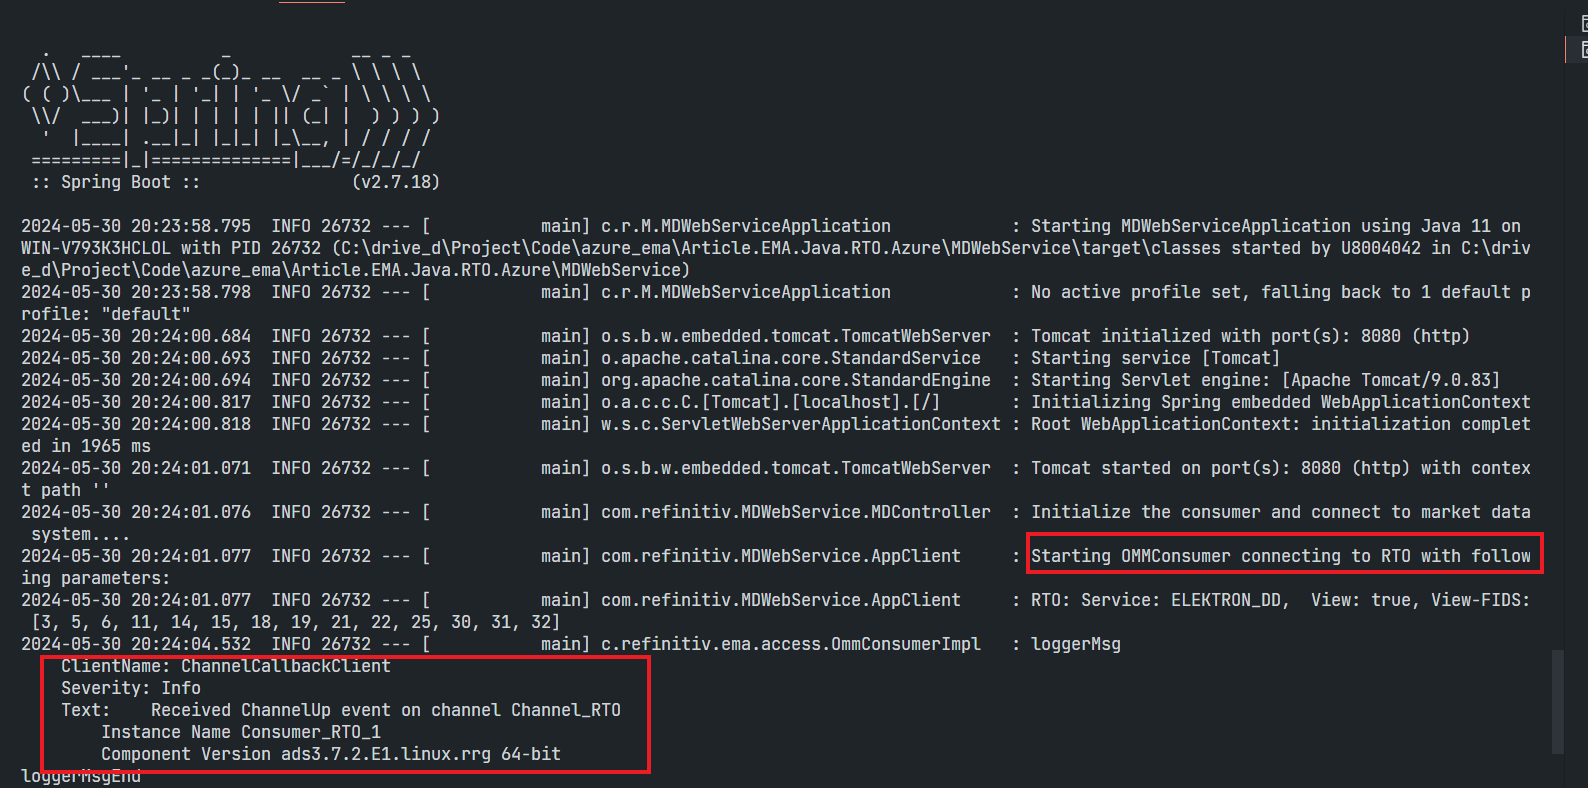 .   ____          _            __ _ _
 /\\ / ___'_ __ _ _(_)_ __  __ _ \ \ \ \
( ( )\___ | '_ | '_| | '_ \/ _` | \ \ \ \
 \\/  ___)| |_)| | | | | || (_| |  ) ) ) )
  '  |____| .__|_| |_|_| |_\__, | / / / /
 =========|_|==============|___/=/_/_/_/
 :: Spring Boot ::               (v2.7.18)
2024-05-30 20:23:58.795  INFO 26732 --- [           main] c.r.M.MDWebServiceApplication            : Starting MDWebServiceApplication using Java 11 on
WIN-V793K3HCLOL with PID 26732 (C:\drive_d\Project\Code\azure_ema\Article.EMA.Java.RTO.Azure\MDWebService\target\classes started by U8004042 in C:\driv
e_d\Project\Code\azure_ema\Article.EMA.Java.RTO.Azure\MDWebService)
2024-05-30 20:23:58.798  INFO 26732 --- [           main] c.r.M.MDWebServiceApplication            : No active profile set, falling back to 1 default p
rofile: "default"
2024-05-30 20:24:00.684  INFO 26732 --- [           main] o.s.b.w.embedded.tomcat.TomcatWebServer  : Tomcat initialized with port(s): 8080 (http)
2024-05-30 20:24:00.693  INFO 26732 --- [           main] o.apache.catalina.core.StandardService   : Starting service [Tomcat]
2024-05-30 20:24:00.694  INFO 26732 --- [           main] org.apache.catalina.core.StandardEngine  : Starting Servlet engine: [Apache Tomcat/9.0.83]
2024-05-30 20:24:00.817  INFO 26732 --- [           main] o.a.c.c.C.[Tomcat].[localhost].[/]       : Initializing Spring embedded WebApplicationContext
2024-05-30 20:24:00.818  INFO 26732 --- [           main] w.s.c.ServletWebServerApplicationContext : Root WebApplicationContext: initialization complet
ed in 1965 ms
2024-05-30 20:24:01.071  INFO 26732 --- [           main] o.s.b.w.embedded.tomcat.TomcatWebServer  : Tomcat started on port(s): 8080 (http) with contex
t path ''
2024-05-30 20:24:01.076  INFO 26732 --- [           main] com.refinitiv.MDWebService.MDController  : Initialize the consumer and connect to market data
 system....
2024-05-30 20:24:01.077  INFO 26732 --- [           main] com.refinitiv.MDWebService.AppClient     : Starting OMMConsumer connecting to RTO with follow
ing parameters:
2024-05-30 20:24:01.077  INFO 26732 --- [           main] com.refinitiv.MDWebService.AppClient     : RTO: Service: ELEKTRON_DD,  View: true, View-FIDS:
 [3, 5, 6, 11, 14, 15, 18, 19, 21, 22, 25, 30, 31, 32]
2024-05-30 20:24:04.532  INFO 26732 --- [           main] c.refinitiv.ema.access.OmmConsumerImpl   : loggerMsg
    ClientName: ChannelCallbackClient
    Severity: Info
    Text:    Received ChannelUp event on channel Channel_RTO
        Instance Name Consumer_RTO_1
        Component Version ads3.7.2.E1.linux.rrg 64-bit
loggerMsgEnd